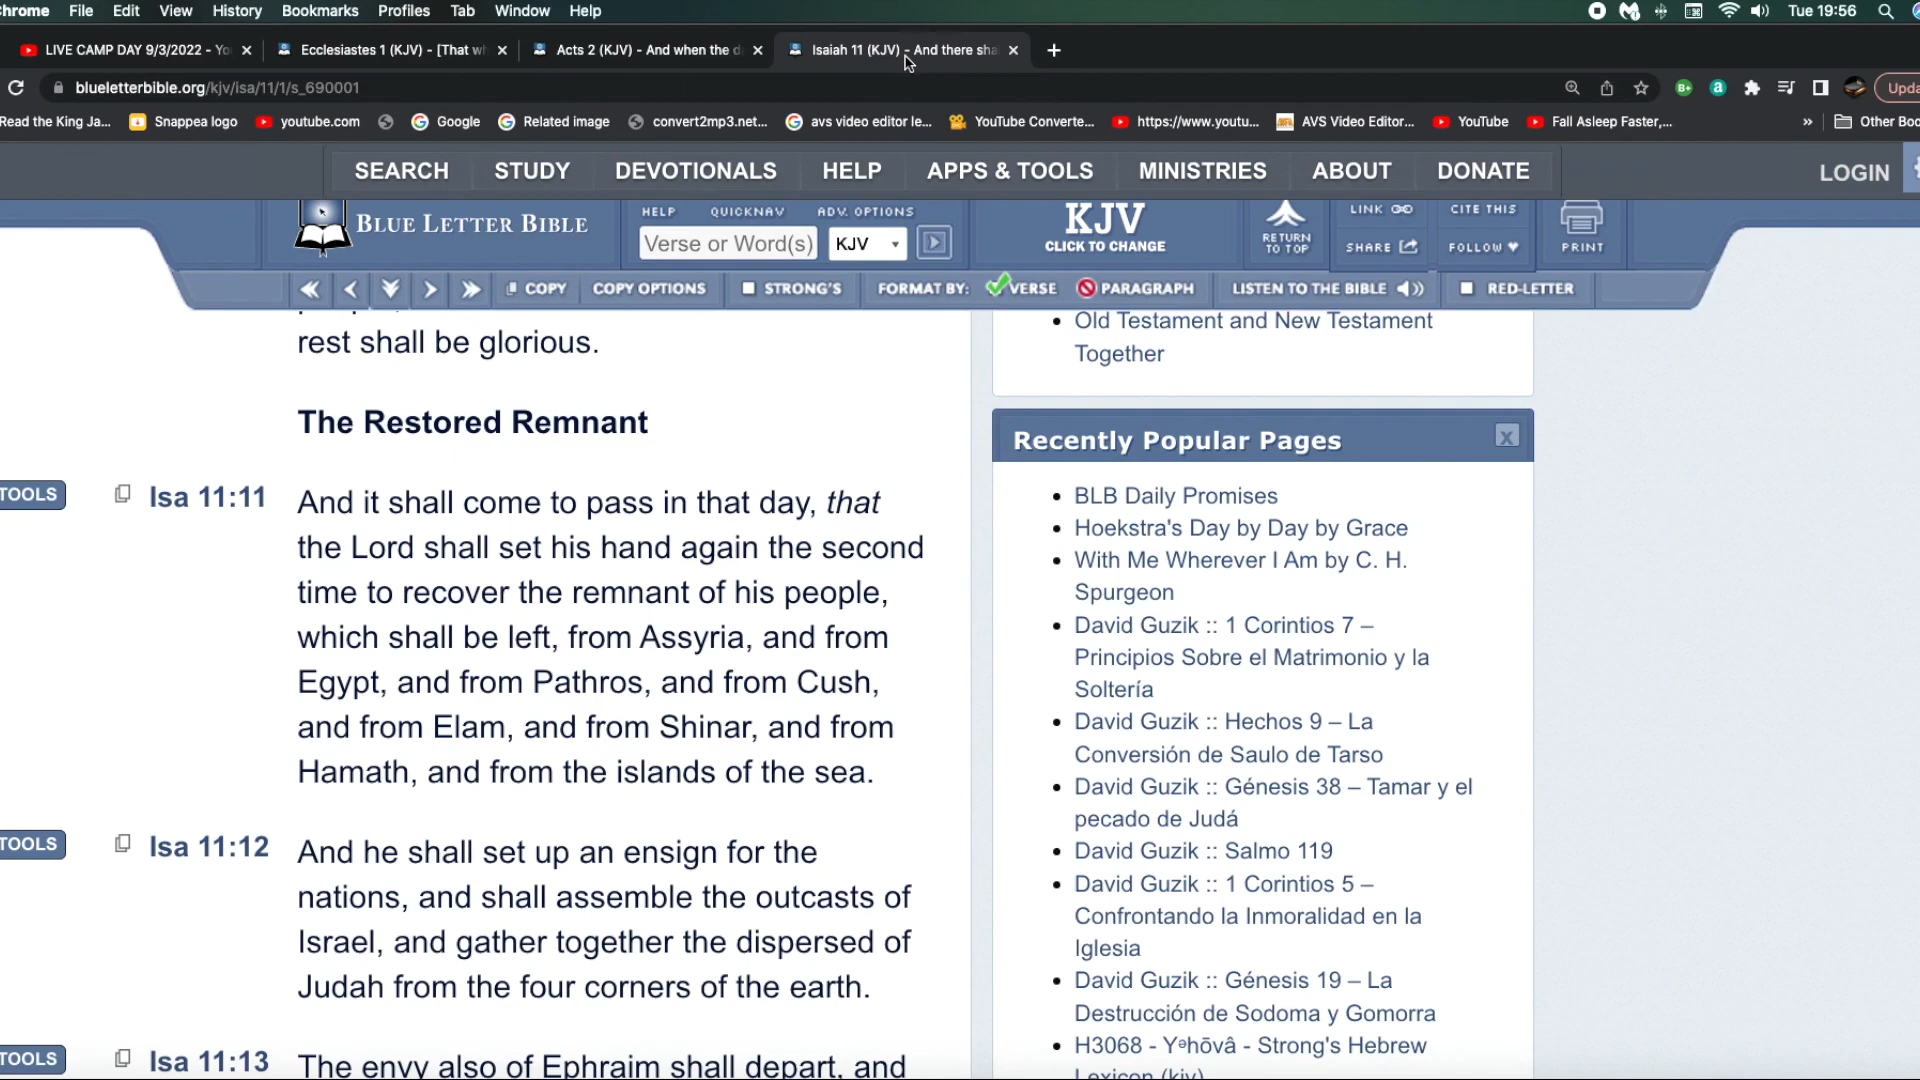 Chrome File Edit View History Bookmarks Profiles Tab Window Help Tue 19:56
LIVE CAMP DAY 9/3/2022 - Yo Ecclesiastes 1 (KJV) - [That wh Acts 2 (KJV) - And when the d Isaiah 11 (KJV) - And there sha
blueletterbible.org/kjv/isa/11/1/s_690001 Upda
Read the King Ja... Snappea logo youtube.com Google Related image convert2mp3.net... avs video editor le... YouTube Converte... https://www.youtu... AVS Video Editor... YouTube Fall Asleep Faster,... » Other Boo
SEARCH STUDY DEVOTIONALS HELP APPS & TOOLS MINISTRIES ABOUT DONATE LOGIN
HELP QUICKNAV ADV. OPTIONS
BLUE LETTER BIBLE
Verse or Word(s) KJV
KJV
CLICK TO CHANGE
RETURN
TO TOP
LINK CITE THIS
SHARE FOLLOW PRINT
COPY COPY OPTIONS STRONG'S FORMAT BY: VERSE PARAGRAPH LISTEN TO THE BIBLE RED-LETTER
rest shall be glorious.
The Restored Remnant
TOOLS Isa 11:11 And it shall come to pass in that day, that
the Lord shall set his hand again the second
time to recover the remnant of his people,
which shall be left, from Assyria, and from
Egypt, and from Pathros, and from Cush,
and from Elam, and from Shinar, and from
Hamath, and from the islands of the sea.
TOOLS Isa 11:12 And he shall set up an ensign for the
nations, and shall assemble the outcasts of
Israel, and gather together the dispersed of
Judah from the four corners of the earth.
TOOLS Isa 11:13 The envy also of Ephraim shall depart, and
• Old Testament and New Testament
Together
Recently Popular Pages x
• BLB Daily Promises
• Hoekstra's Day by Day by Grace
• With Me Wherever I Am by C. H.
Spurgeon
• David Guzik :: 1 Corintios 7 –
Principios Sobre el Matrimonio y la
Soltería
• David Guzik :: Hechos 9 – La
Conversión de Saulo de Tarso
• David Guzik :: Génesis 38 – Tamar y el
pecado de Judá
• David Guzik :: Salmo 119
• David Guzik :: 1 Corintios 5 –
Confrontando la Inmoralidad en la
Iglesia
• David Guzik :: Génesis 19 – La
Destrucción de Sodoma y Gomorra
• H3068 - Yᵊhōvâ - Strong's Hebrew
Lexicon (kjv)